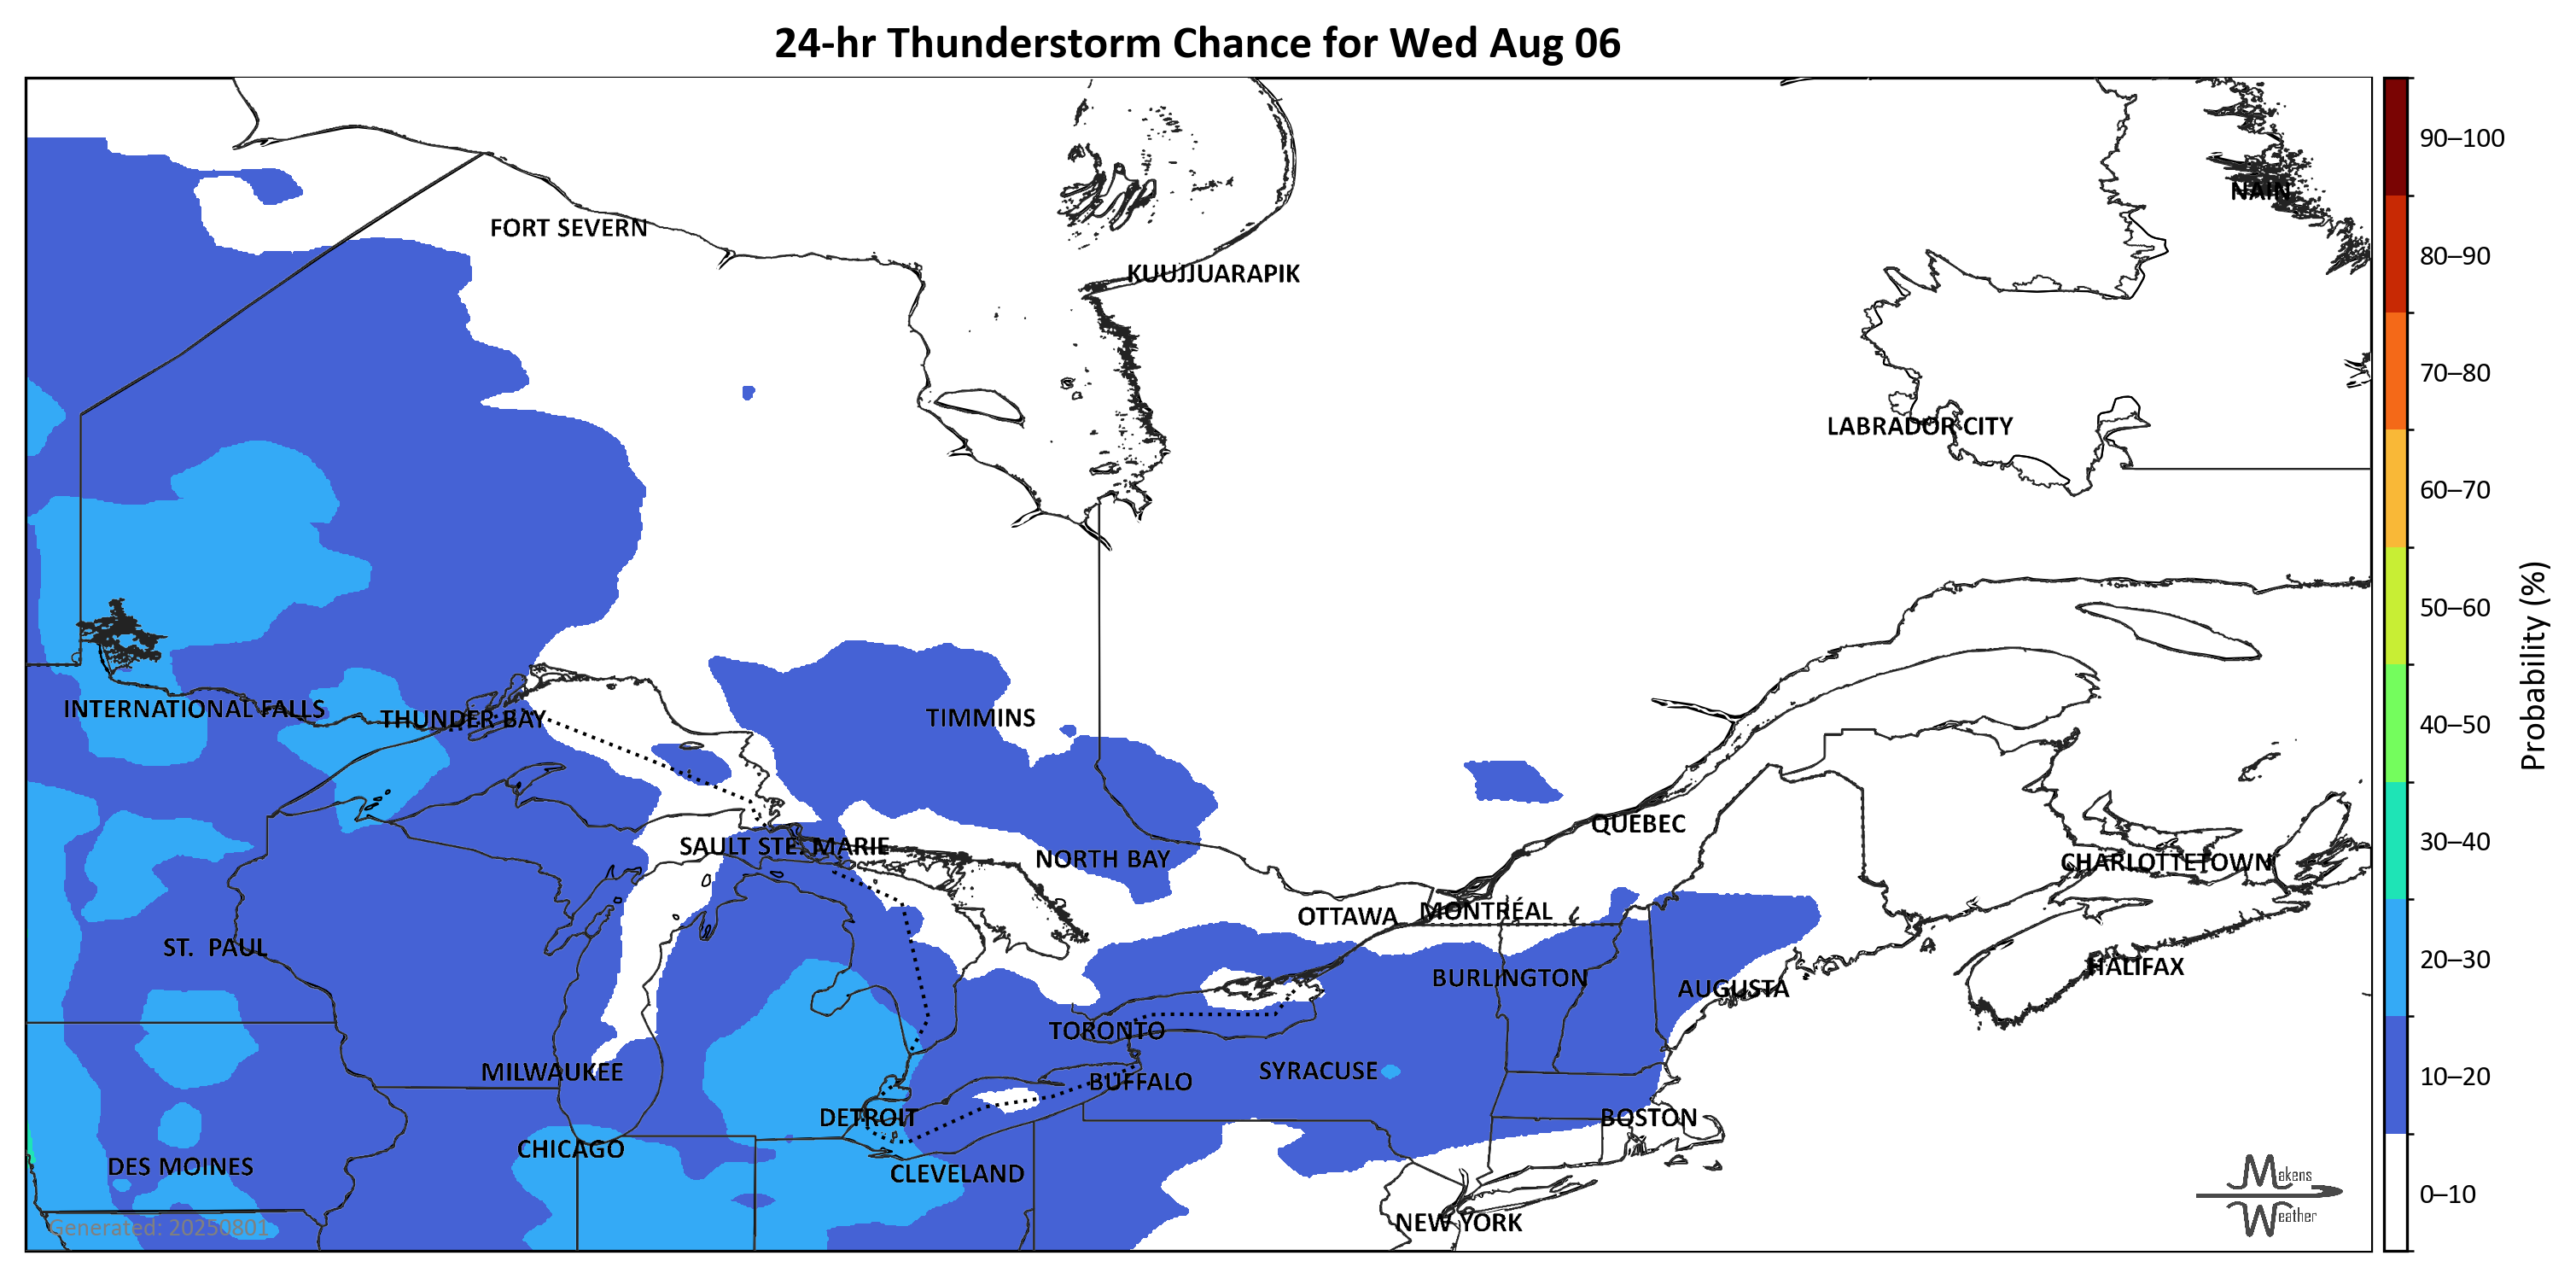 24-hr Thunderstorm Chance for Wed Aug 06
90–100
NAIN
FORT SEVERN
80–90
KUUJJUARAPIK
70–80
LABRADOR CITY
60–70
50–60
Probability (%)
INTERNATIONAL FALLS
THUNDER BAY
TIMMINS
40–50
QUEBEC
30–40
SAULT STE. MARIE
NORTH BAY
CHARLOTTETOWN
OTTAWA
MONTRÉAL
ST. PAUL
20–30
HALIFAX
BURLINGTON
AUGUSTA
TORONTO
MILWAUKEE
SYRACUSE
10–20
BUFFALO
DETROIT
BOSTON
CHICAGO
DES MOINES
CLEVELAND
Makens
Weather
0–10
NEW YORK
Generated: 20250801